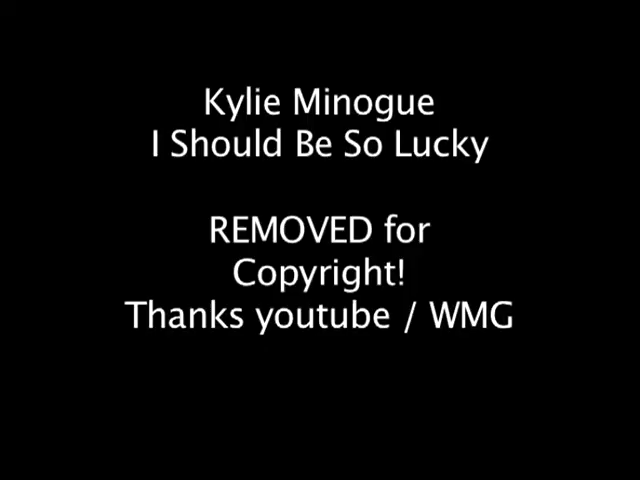 Kylie Minogue
I Should Be So Lucky
REMOVED for
Copyright!
Thanks youtube / WMG